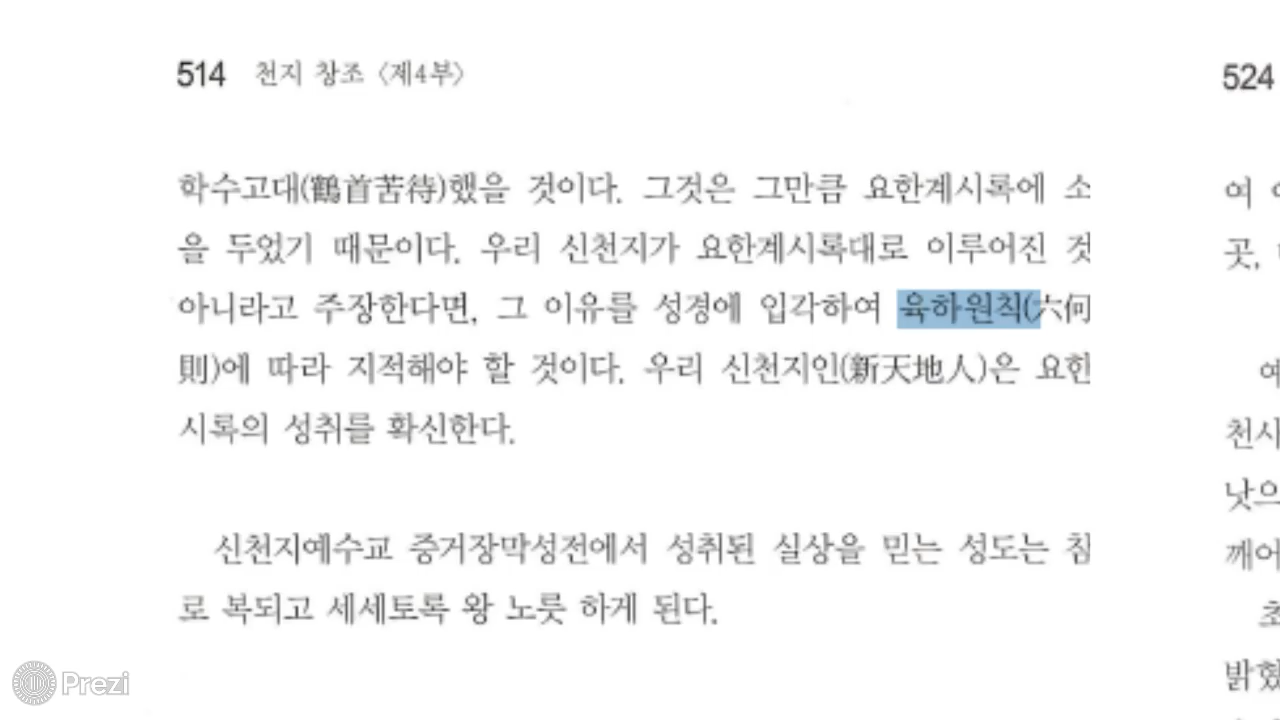 514 천지 창조 〈제4부〉
학수고대(鶴首苦待)했을 것이다. 그것은 그만큼 요한계시록에 소
을 두었기 때문이다. 우리 신천지가 요한계시록대로 이루어진 것
아니라고 주장한다면, 그 이유를 성경에 입각하여 육하원칙(六何
則)에 따라 지적해야 할 것이다. 우리 신천지인(新天地人)은 요한
시록의 성취를 확신한다.
신천지예수교 증거장막성전에서 성취된 실상을 믿는 성도는 참
로 복되고 세세토록 왕 노릇 하게 된다.
524
여
곳,
예
천시
낮으
깨어
초
밝혔
Prezi